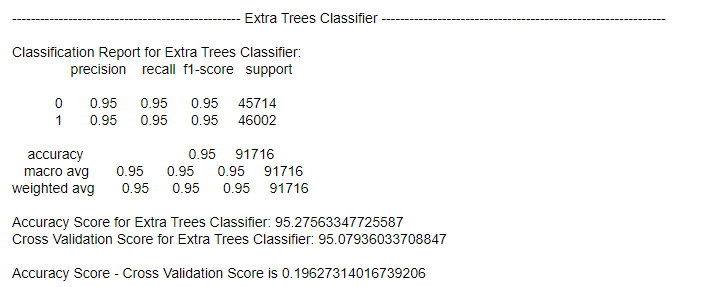 ------------------------------------------------ Extra Trees Classifier ------------------------------------------------------------
Classification Report for Extra Trees Classifier:
precision recall f1-score support
0 0.95 0.95 0.95 45714
1 0.95 0.95 0.95 46002
accuracy 0.95 91716
macro avg 0.95 0.95 0.95 91716
weighted avg 0.95 0.95 0.95 91716
Accuracy Score for Extra Trees Classifier: 95.27563347725587
Cross Validation Score for Extra Trees Classifier: 95.07936033708847
Accuracy Score - Cross Validation Score is 0.19627314016739206